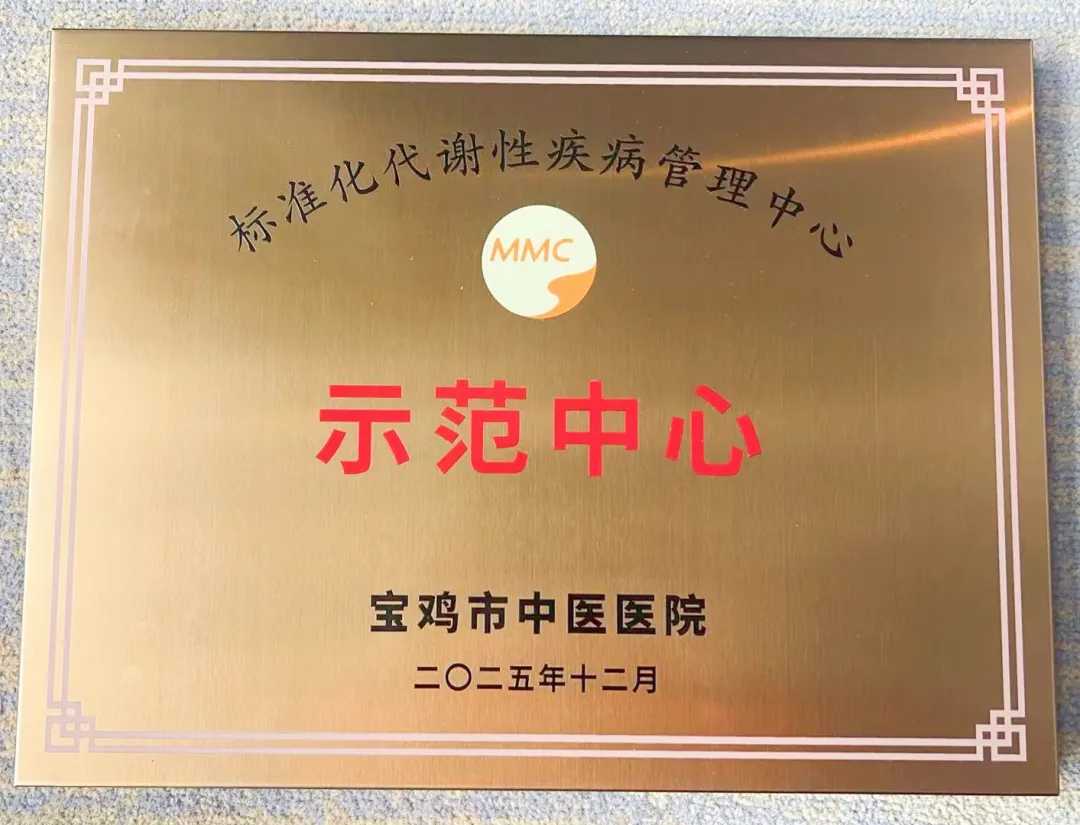 标准化代谢性疾病管理中心
MMC
示范中心
宝鸡市中医医院
二〇二五年十二月